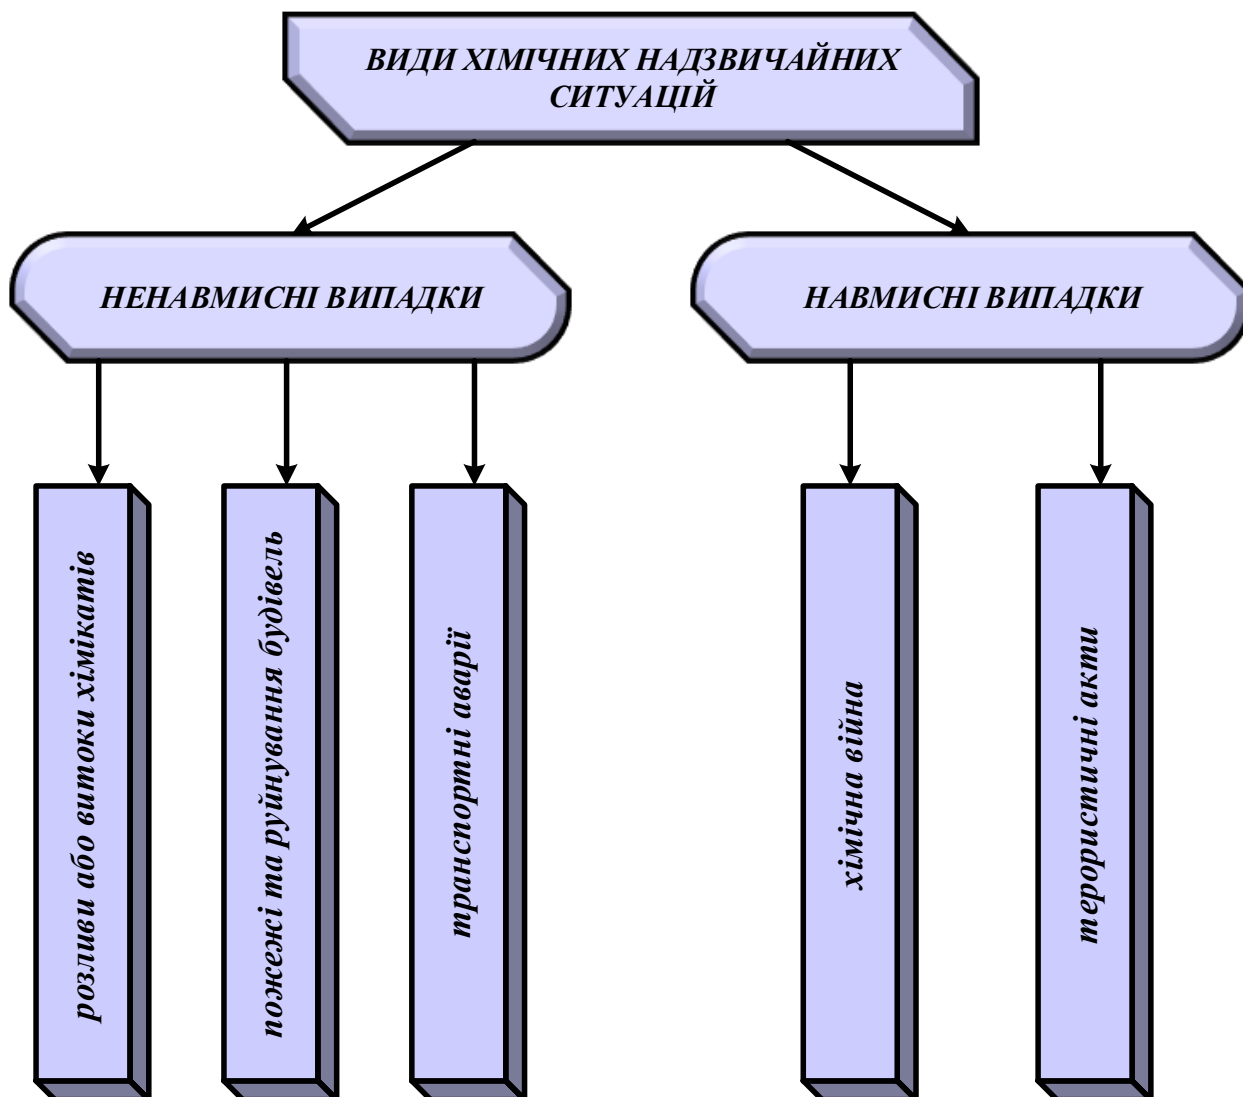 ВИДИ ХІМІЧНИХ НАДЗВИЧАЙНИХ
СИТУАЦІЙ
НЕНАВМИСНІ ВИПАДКИ
НАВМИСНІ ВИПАДКИ
розливи або витоки хімікатів
пожежі та руйнування будівель
транспортні аварії
хімічна війна
терористичні акти